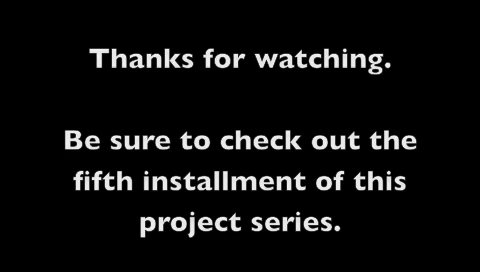 Thanks for watching.
Be sure to check out the
fifth installment of this
project series.